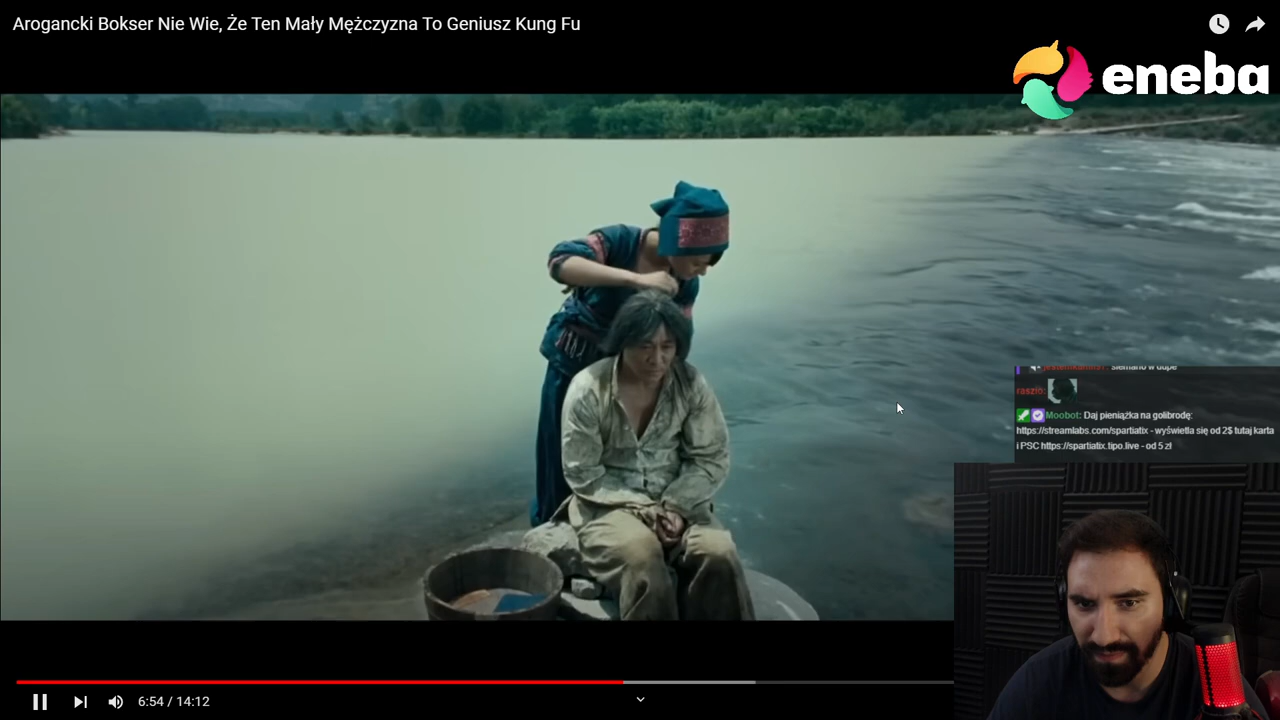 Arogancki Bokser Nie Wie, Że Ten Mały Mężczyzna To Geniusz Kung Fu
eneba
siemano w dupe
raszio:
Moobot: Daj pieniążka na golibrodę:
https://streamlabs.com/spartiatix - wyświetla się od 2$ tutaj karta
i PSC https://spartiatix.tipo.live - od 5 zł
6:54 / 14:12